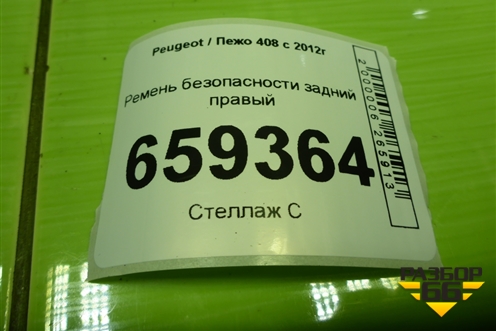 Peugeot / Пежо 408 с 2012г
Ремень безопасности задний
правый
659364
Стеллаж С
2000006265913
РАЗБОР
66